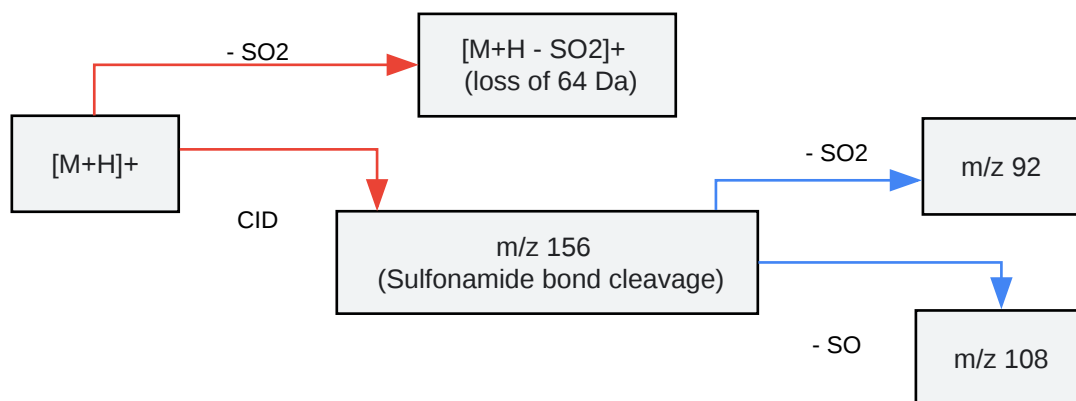 - SO2
[M+H - SO2]+
(loss of 64 Da)
[M+H]+
CID
m/z 156
(Sulfonamide bond cleavage)
- SO2
m/z 92
- SO
m/z 108